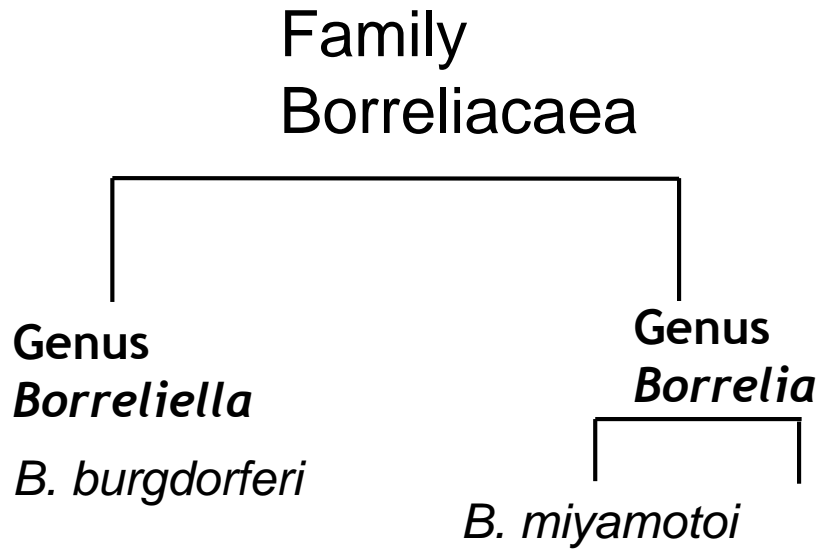 Family
Borreliacaea
Genus
Borreliella
B. burgdorferi
Genus
Borrelia
B. miyamotoi